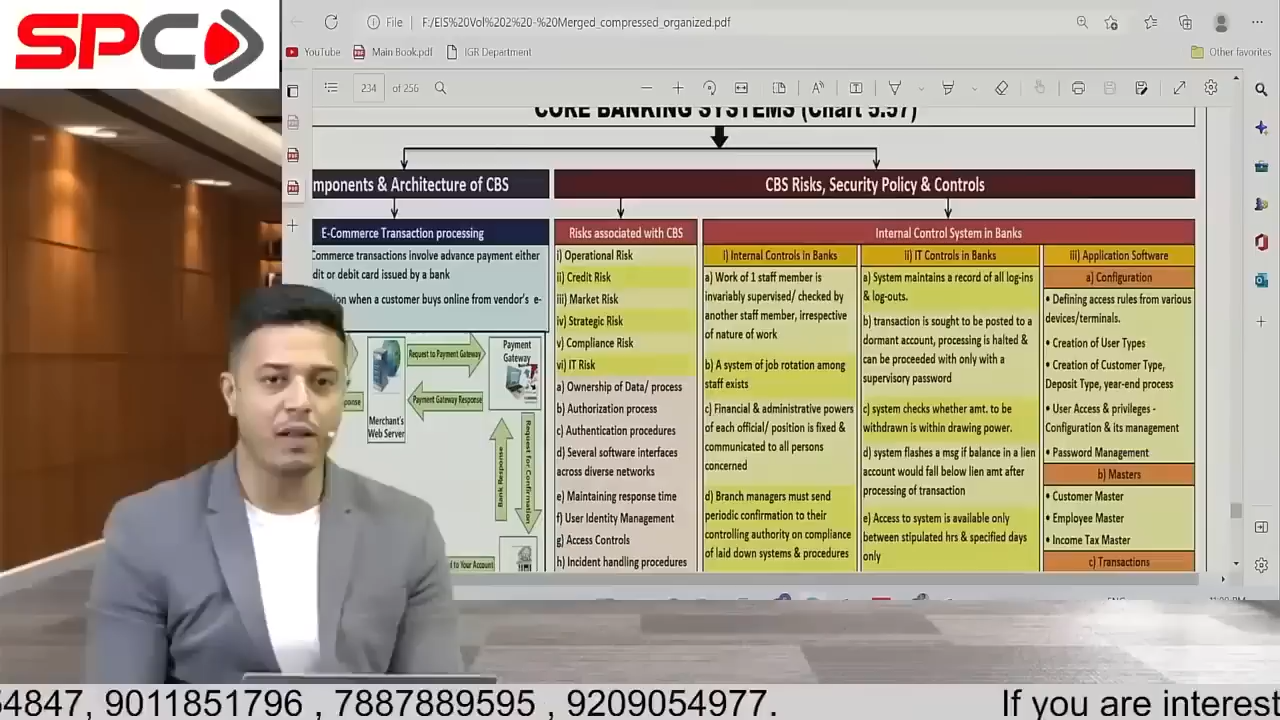 SPC
File
F:/EIS%20Vol%202%20-%20Merged_compressed_organized.pdf
YouTube
Main Book.pdf
IGR Department
Other favorites
234 of 256
CORE BANKING SYSTEMS (Chart 5.57)
mponents & Architecture of CBS
CBS Risks, Security Policy & Controls
E-Commerce Transaction processing
Commerce transactions involve advance payment either
dit or debit card issued by a bank
ion when a customer buys online from vendor's e-
Request to Payment Gateway
Payment
Gateway
Payment Gateway Response
Merchant's
Web Server
Bank Response
Request for Confirmation
to Your Account
Risks associated with CBS
i) Operational Risk
ii) Credit Risk
iii) Market Risk
iv) Strategic Risk
v) Compliance Risk
vi) IT Risk
a) Ownership of Data/ process
b) Authorization process
c) Authentication procedures
d) Several software interfaces
across diverse networks
e) Maintaining response time
f) User Identity Management
g) Access Controls
h) Incident handling procedures
Internal Control System in Banks
i) Internal Controls in Banks
a) Work of 1 staff member is
invariably supervised/ checked by
another staff member, irrespective
of nature of work
b) A system of job rotation among
staff exists
c) Financial & administrative powers
of each official/ position is fixed &
communicated to all persons
concerned
d) Branch managers must send
periodic confirmation to their
controlling authority on compliance
of laid down systems & procedures
ii) IT Controls in Banks
a) System maintains a record of all log-ins
& log-outs.
b) transaction is sought to be posted to a
dormant account, processing is halted &
can be proceeded with only with a
supervisory password
c) system checks whether amt. to be
withdrawn is within drawing power.
d) system flashes a msg if balance in a lien
account would fall below lien amt after
processing of transaction
e) Access to system is available only
between stipulated hrs & specified days
only
iii) Application Software
a) Configuration
• Defining access rules from various
devices/terminals.
• Creation of User Types
• Creation of Customer Type,
Deposit Type, year-end process
• User Access & privileges -
Configuration & its management
• Password Management
b) Masters
• Customer Master
• Employee Master
• Income Tax Master
c) Transactions
54847, 9011851796 , 7887889595 , 9209054977. If you are interest